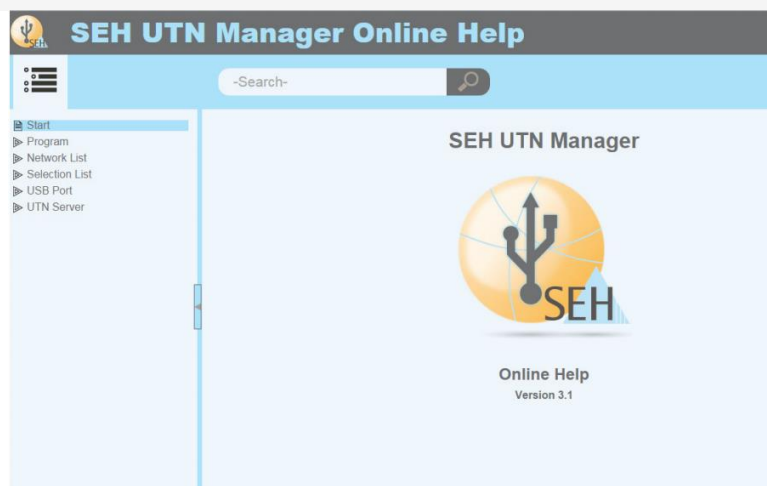 SEH UTN Manager Online Help
SEH
-Search-
Start
Program
Network List
Selection List
USB Port
UTN Server
SEH UTN Manager
SEH
Online Help
Version 3.1